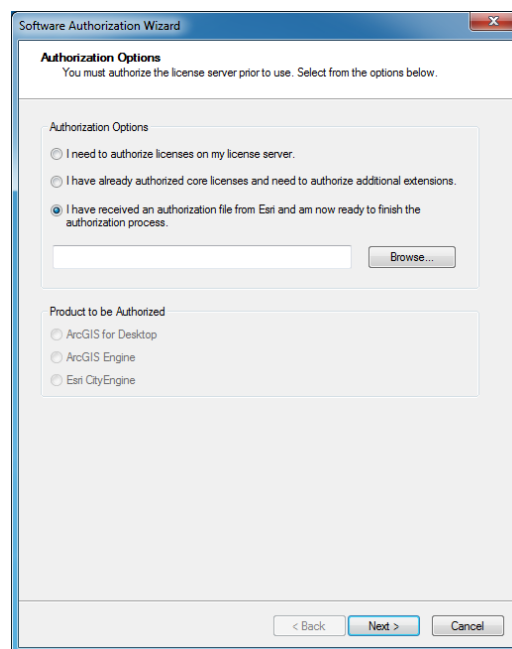 Software Authorization Wizard
Authorization Options
You must authorize the license server prior to use. Select from the options below.
Authorization Options
I need to authorize licenses on my license server.
I have already authorized core licenses and need to authorize additional extensions.
I have received an authorization file from Esri and am now ready to finish the
authorization process.
Browse...
Product to be Authorized
ArcGIS for Desktop
ArcGIS Engine
Esri CityEngine
< Back Next > Cancel